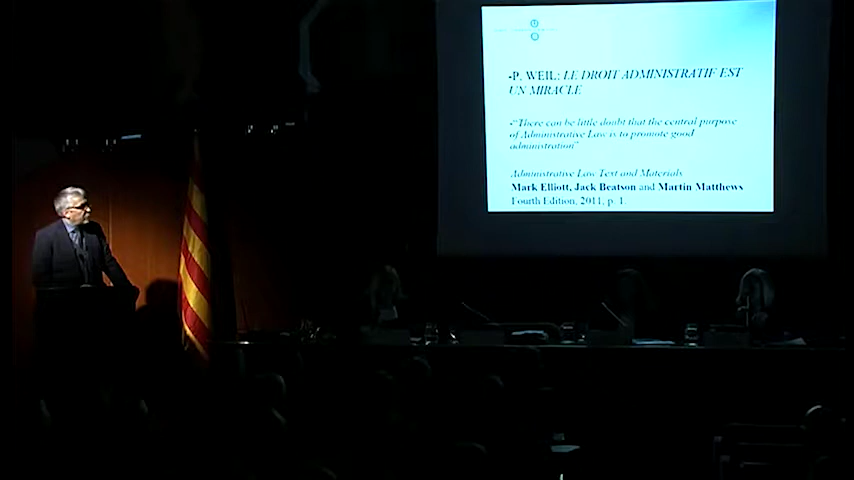 -P. WEIL: LE DROIT ADMINISTRATIF EST
UN MIRACLE
-"There can be little doubt that the central purpose
of Administrative Law is to promote good
administration"
Administrative Law Text and Materials
Mark Elliott, Jack Beatson and Martin Matthews
Fourth Edition, 2011, p. 1.